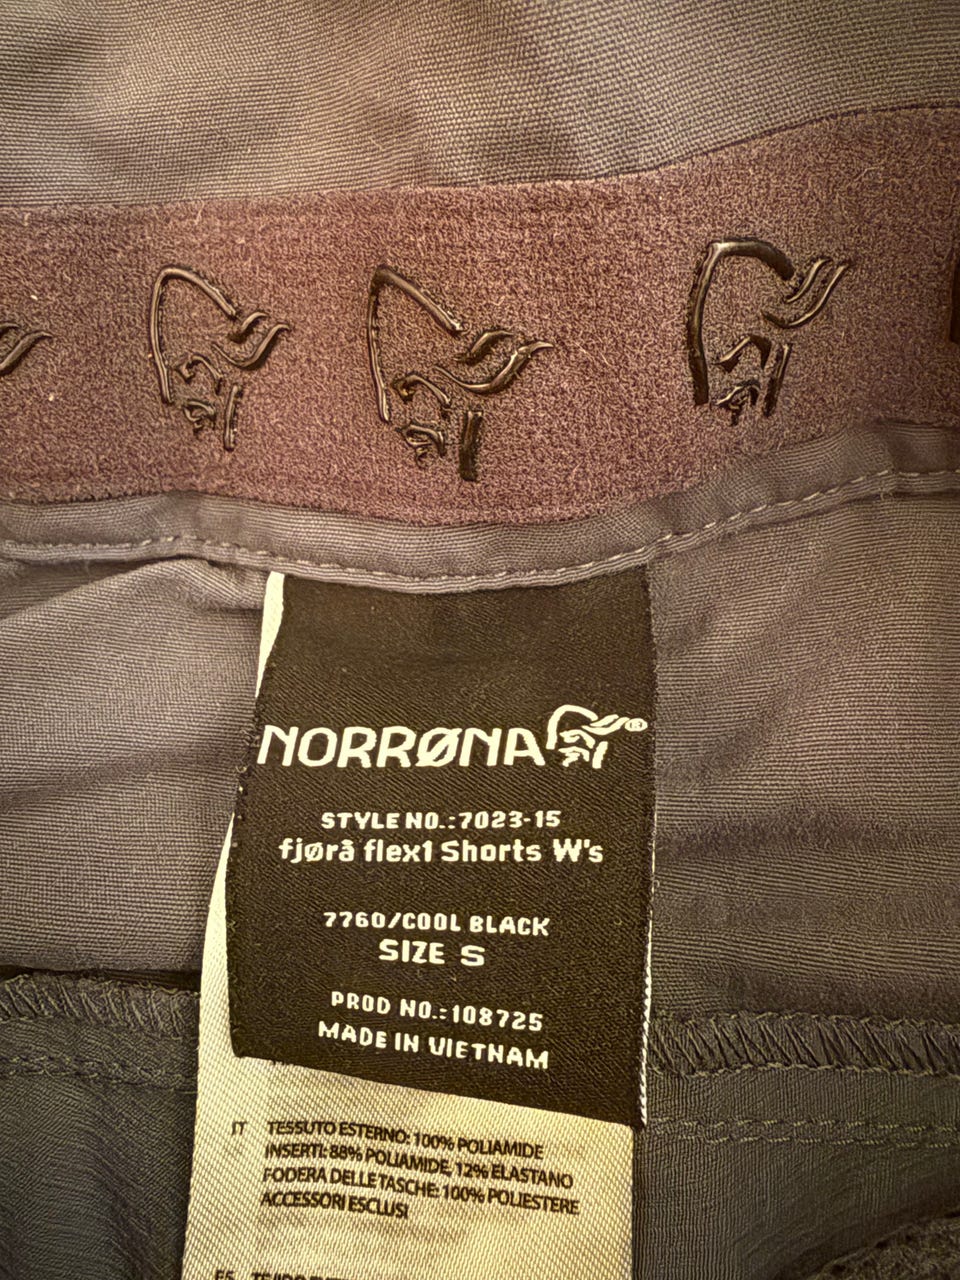 NORRØNA®
STYLE NO.:7023-15
fjørå flex1 Shorts W's
7760/COOL BLACK
SIZE S
PROD NO.:108725
MADE IN VIETNAM
IT TESSUTO ESTERNO: 100% POLIAMIDE
INSERTI: 88% POLIAMIDE, 12% ELASTANO
FODERA DELLE TASCHE: 100% POLIESTERE
ACCESSORI ESCLUSI